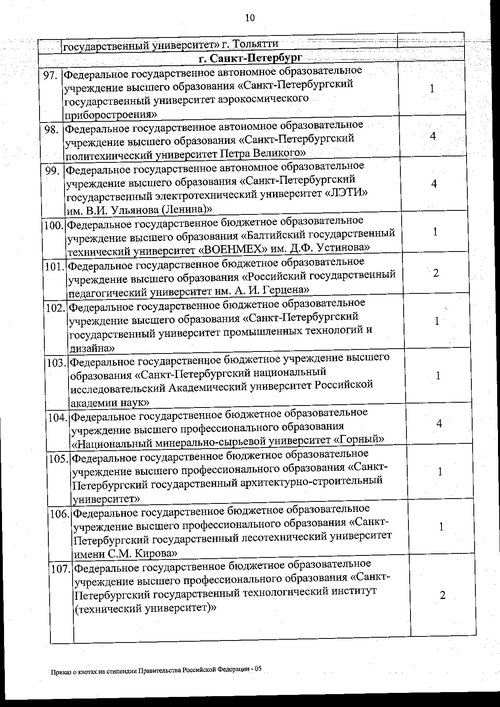 10
государственный университет» г. Тольятти
г. Санкт-Петербург
97. Федеральное государственное автономное образовательное
учреждение высшего образования «Санкт-Петербургский
государственный университет аэрокосмического
приборостроения»
1
98. Федеральное государственное автономное образовательное
учреждение высшего образования «Санкт-Петербургский
политехнический университет Петра Великого»
4
99. Федеральное государственное автономное образовательное
учреждение высшего образования «Санкт-Петербургский
государственный электротехнический университет «ЛЭТИ»
им. В.И. Ульянова (Ленина)»
4
100. Федеральное государственное бюджетное образовательное
учреждение высшего образования «Балтийский государственный
технический университет «ВОЕНМЕХ» им. Д.Ф. Устинова»
1
101. Федеральное государственное бюджетное образовательное
учреждение высшего образования «Российский государственный
педагогический университет им. А. И. Герцена»
2
102. Федеральное государственное бюджетное образовательное
учреждение высшего образования «Санкт-Петербургский
государственный университет промышленных технологий и
дизайна»
1
103. Федеральное государственное бюджетное учреждение высшего
образования «Санкт-Петербургский национальный
исследовательский Академический университет Российской
академии наук»
1
104. Федеральное государственное бюджетное образовательное
учреждение высшего профессионального образования
«Национальный минерально-сырьевой университет «Горный»
4
105. Федеральное государственное бюджетное образовательное
учреждение высшего профессионального образования «Санкт-
Петербургский государственный архитектурно-строительный
университет»
1
106. Федеральное государственное бюджетное образовательное
учреждение высшего профессионального образования «Санкт-
Петербургский государственный лесотехнический университет
имени С.М. Кирова»
1
107. Федеральное государственное бюджетное образовательное
учреждение высшего профессионального образования «Санкт-
Петербургский государственный технологический институт
(технический университет)»
2
Приказ о квотах на стипендии Правительства Российской Федерации - 05